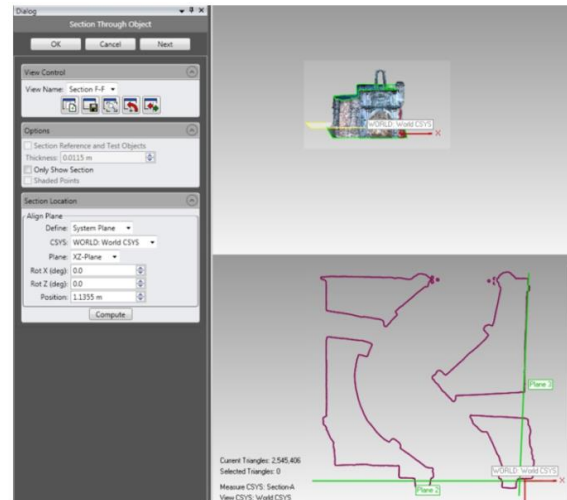 Dialog
Section Through Object
OK Cancel Next
View Control
View Name: Section F-F
Options
Section Reference and Test Objects
Thickness: 0.0115 m
Only Show Section
Shaded Points
Section Location
Align Plane
Define: System Plane
CSYS: WORLD: World CSYS
Plane: XZ-Plane
Rot X (deg): 0.0
Rot Z (deg): 0.0
Position: 1.1355 m
Compute
WORLD: World CSYS
X
Plane 3
Current Triangles: 2,545,406
Selected Triangles: 0
WORLD: World CSYS
X
Plane 2
Measure CSYS: Section-A
View CSYS: World CSYS